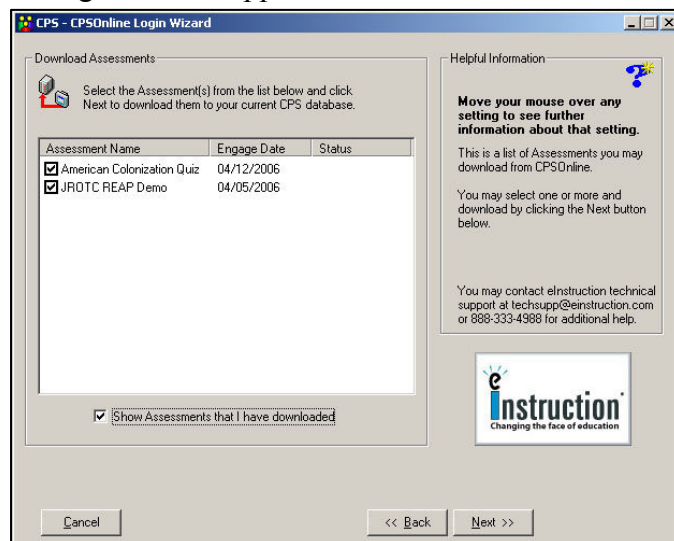 CPS - CPSOnline Login Wizard
Download Assessments
Select the Assessment(s) from the list below and click
Next to download them to your current CPS
database.
Assessment Name Engage Date Status
American Colonization Quiz 04/12/2006
JROTC REAP Demo 04/05/2006
Show Assessments that I have downloaded
Helpful Information
Move your mouse over any
setting to see further
information about that setting.
This is a list of Assessments you may
download from CPSOnline.
You may select one or more and
download by clicking the Next button
below.
You may contact eInstruction technical
support at techsupp@einstruction.com
or 888-333-4988 for additional help.
eInstruction
Changing the face of education
Cancel
<< Back
Next >>